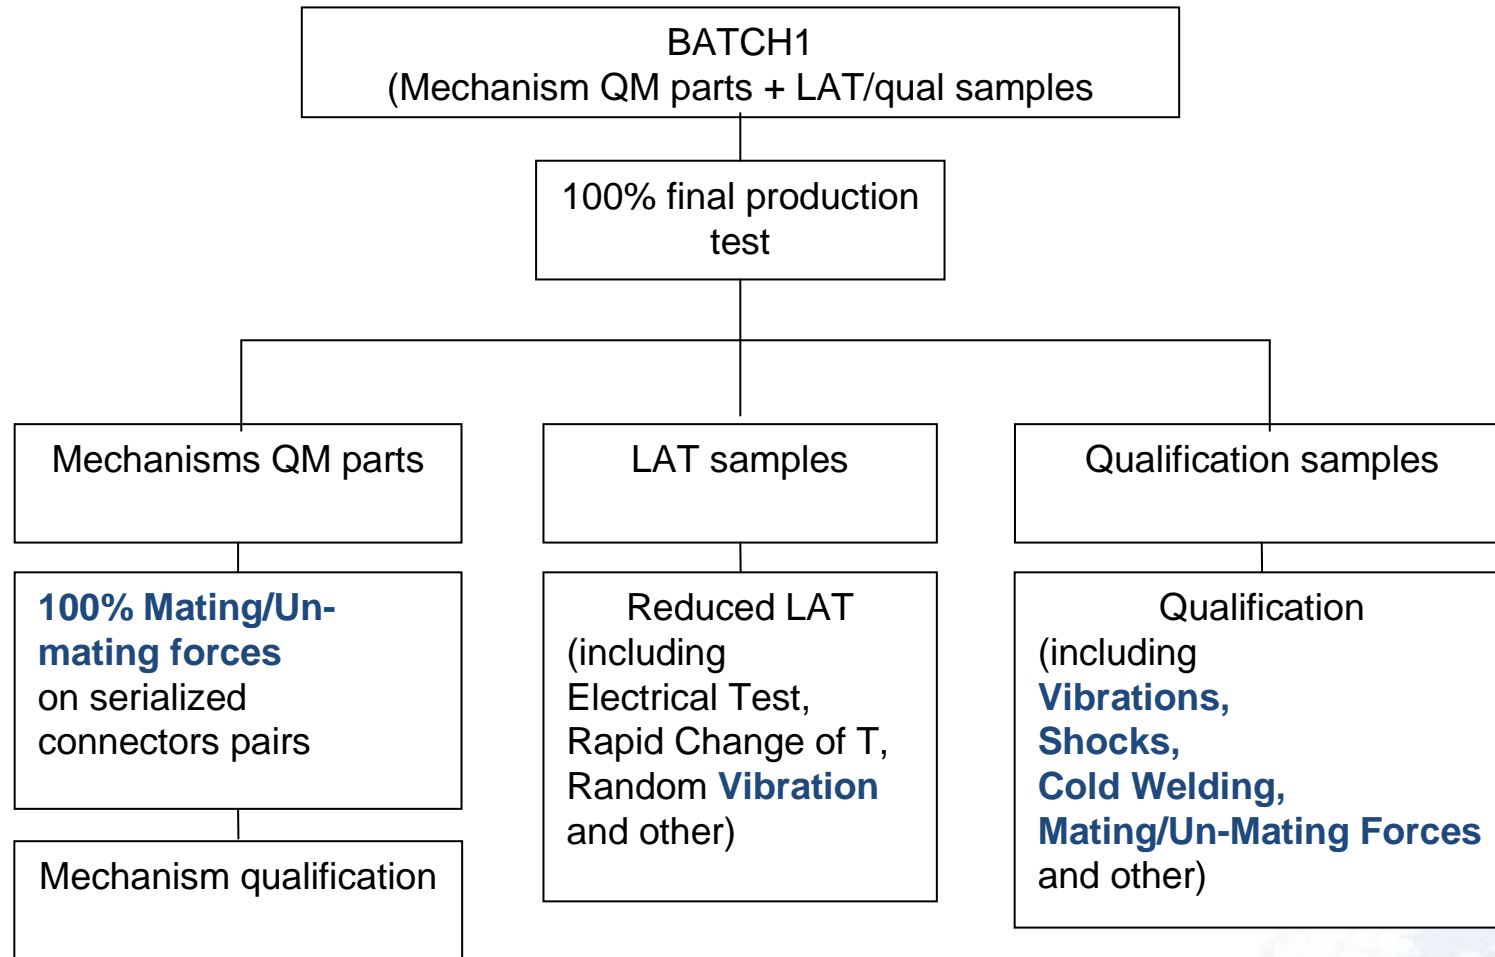 BATCH1
(Mechanism QM parts + LAT/qual samples
100% final production
test
Mechanisms QM parts
LAT samples
Qualification samples
100% Mating/Un-
mating forces
on serialized
connectors pairs
Reduced LAT
(including
Electrical Test,
Rapid Change of T,
Random Vibration
and other)
Qualification
(including
Vibrations,
Shocks,
Cold Welding,
Mating/Un-Mating Forces
and other)
Mechanism qualification